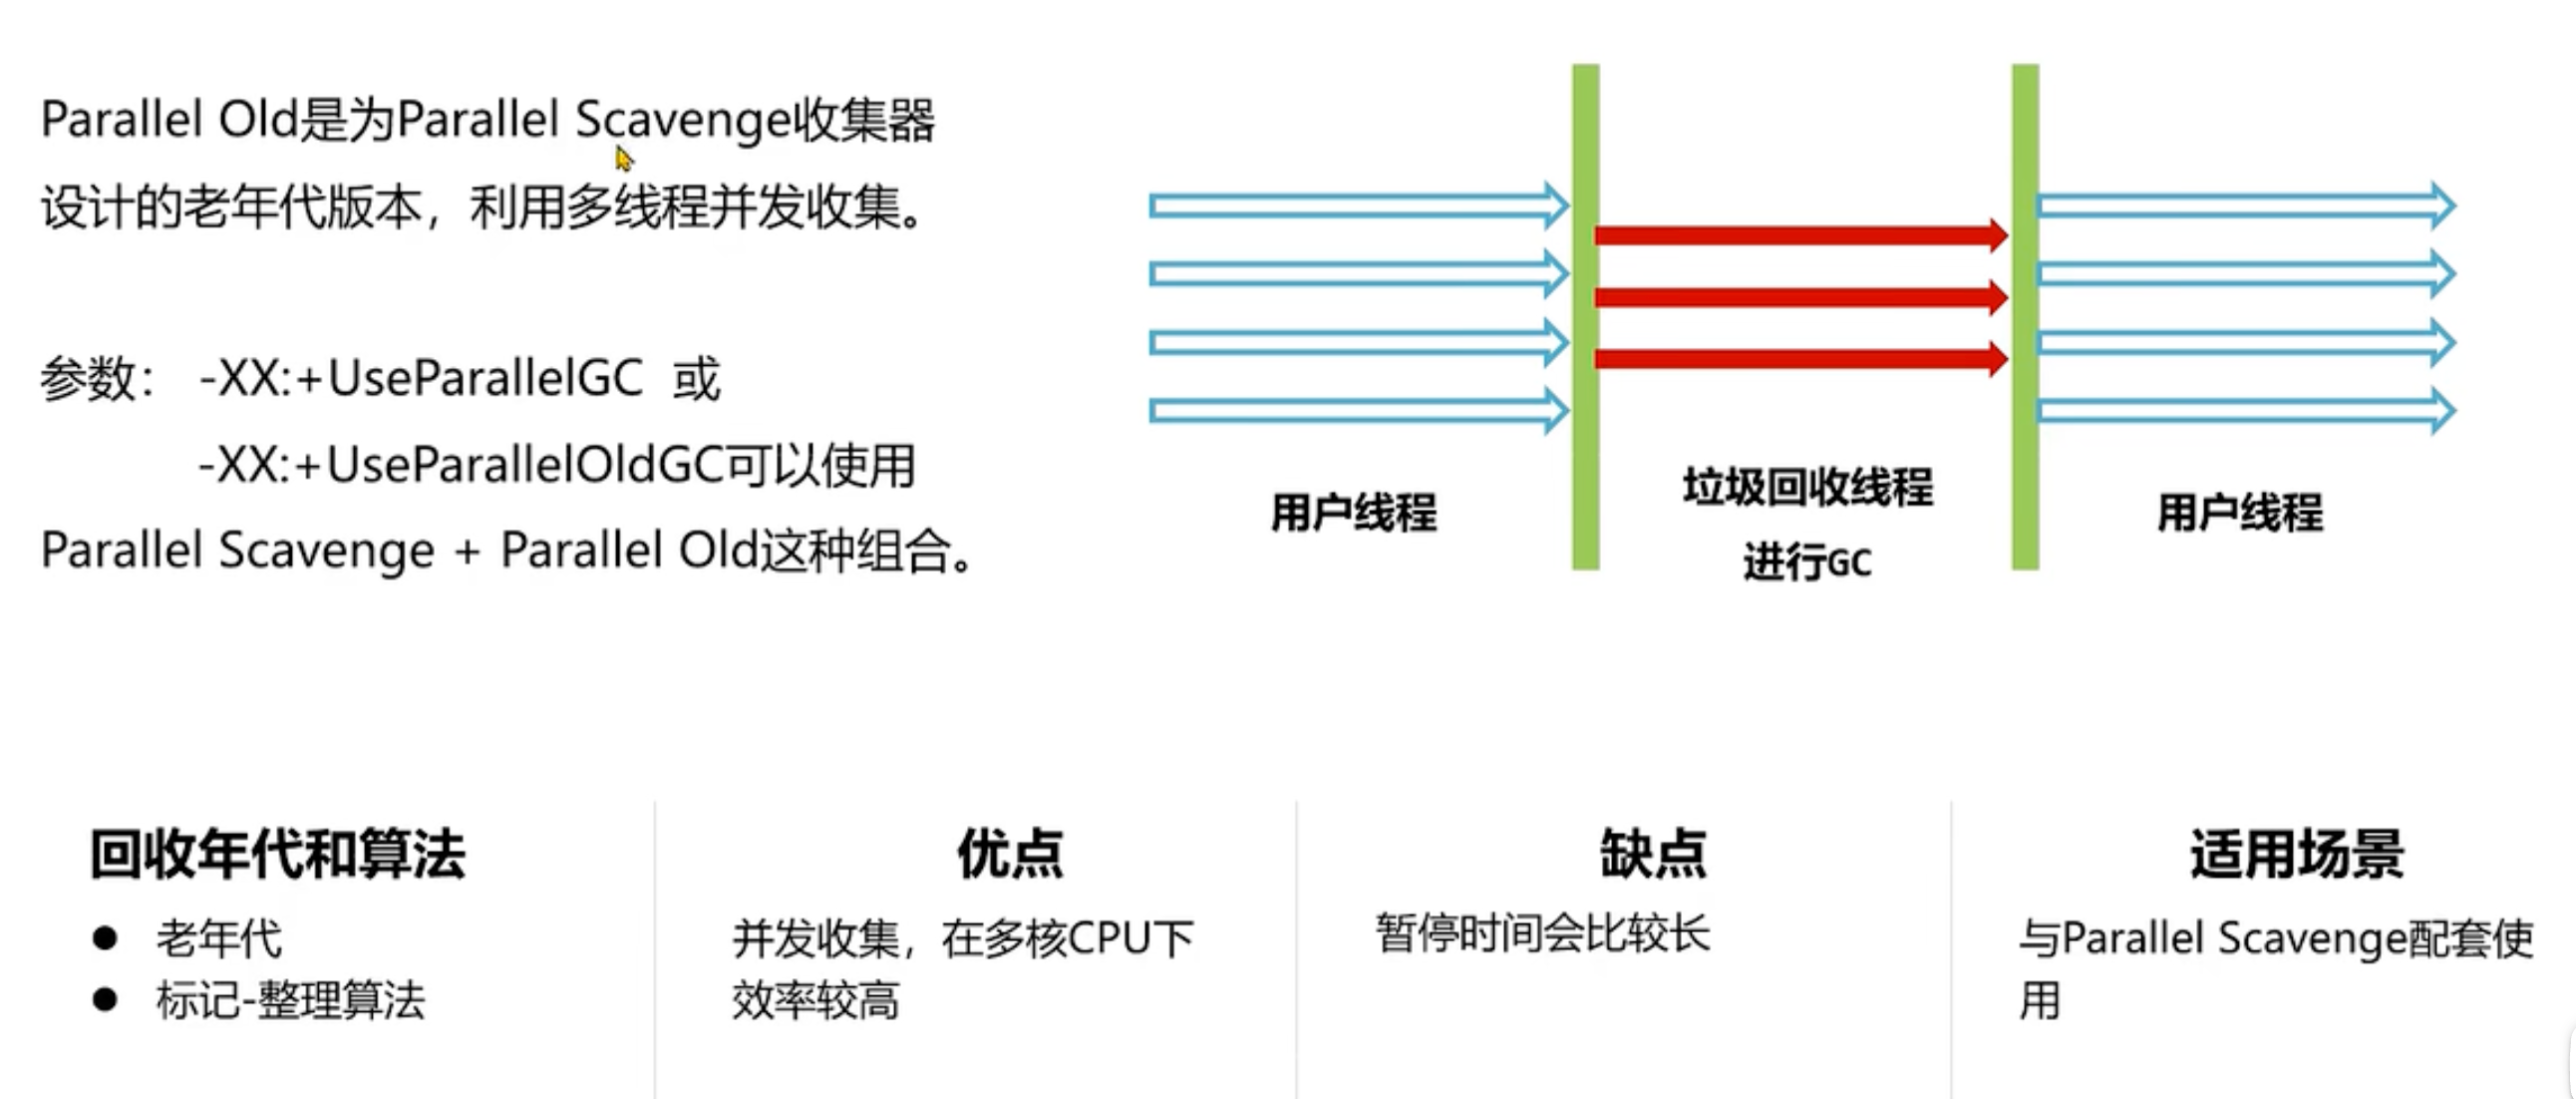 Parallel Old是为Parallel Scavenge收集器
设计的老年代版本，利用多线程并发收集。
参数： -XX:+UseParallelGC 或
-XX:+UseParallelOldGC可以使用
Parallel Scavenge + Parallel Old这种组合。
用户线程
垃圾回收线程
进行GC
用户线程
回收年代和算法
● 老年代
● 标记-整理算法
优点
并发收集，在多核CPU下
效率较高
缺点
暂停时间会比较长
适用场景
与Parallel Scavenge配套使
用